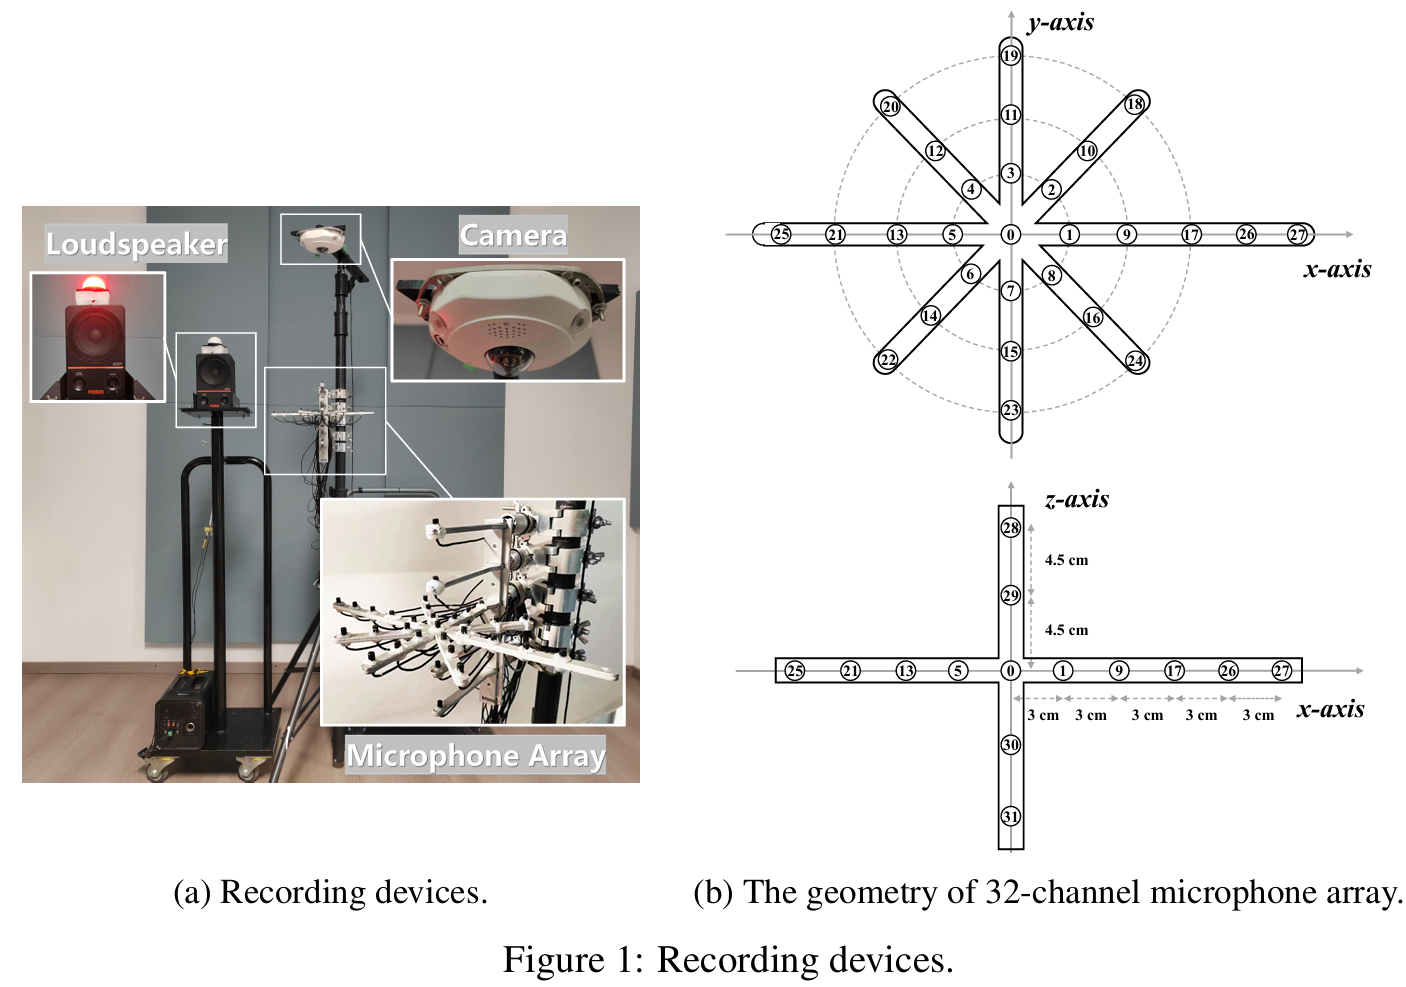 Loudspeaker
Camera
Microphone Array
(a) Recording devices.
y-axis
19
20
18
11
12
10
3
4
2
25 21 13 5 0 1 9 17 26 27
x-axis
6
7
8
14
16
15
22
24
23
z-axis
28
4.5 cm
29
4.5 cm
25 21 13 5 0 1 9 17 26 27
3 cm 3 cm 3 cm 3 cm 3 cm
x-axis
30
31
(b) The geometry of 32-channel microphone array.
Figure 1: Recording devices.